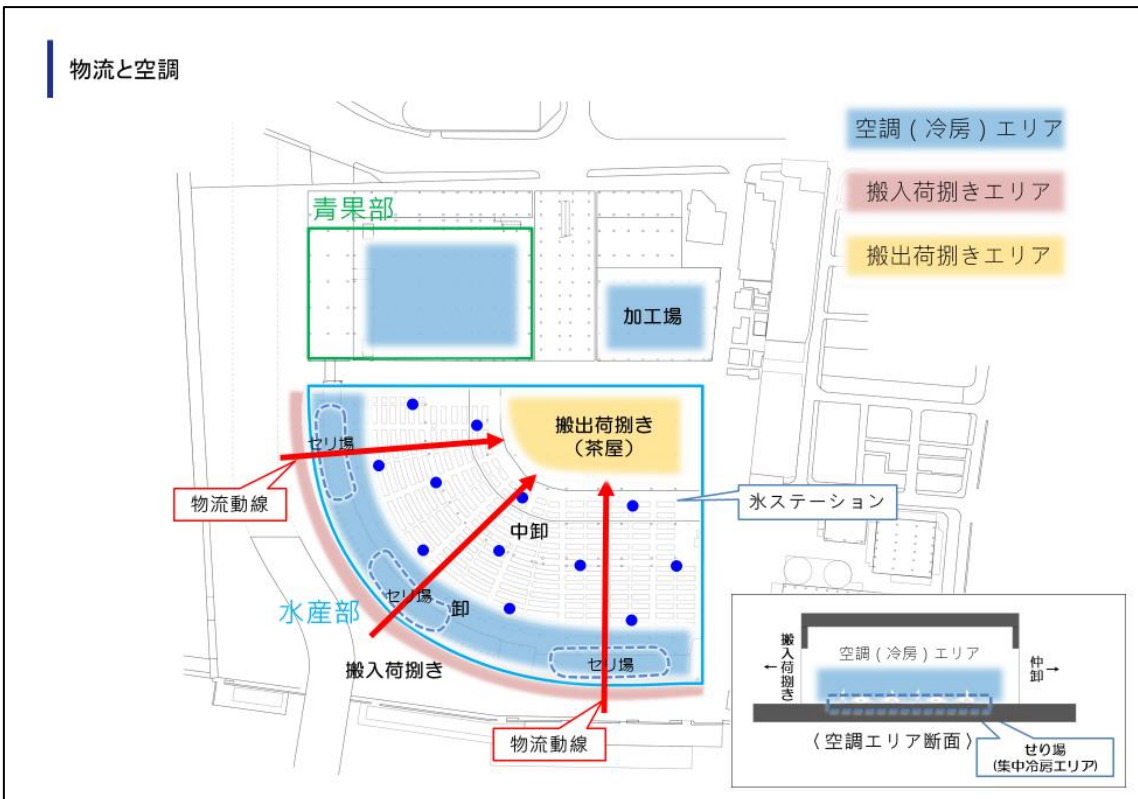 物流と空調
空調（冷房）エリア
搬入荷捌きエリア
搬出荷捌きエリア
青果部
加工場
搬出荷捌き
（茶屋）
セリ場
物流動線
氷ステーション
中卸
セリ場
卸
水産部
搬入荷捌き
セリ場
物流動線
搬入荷捌き
←
空調（冷房）エリア
仲卸
→
〈空調エリア断面〉
せり場
(集中冷房エリア)